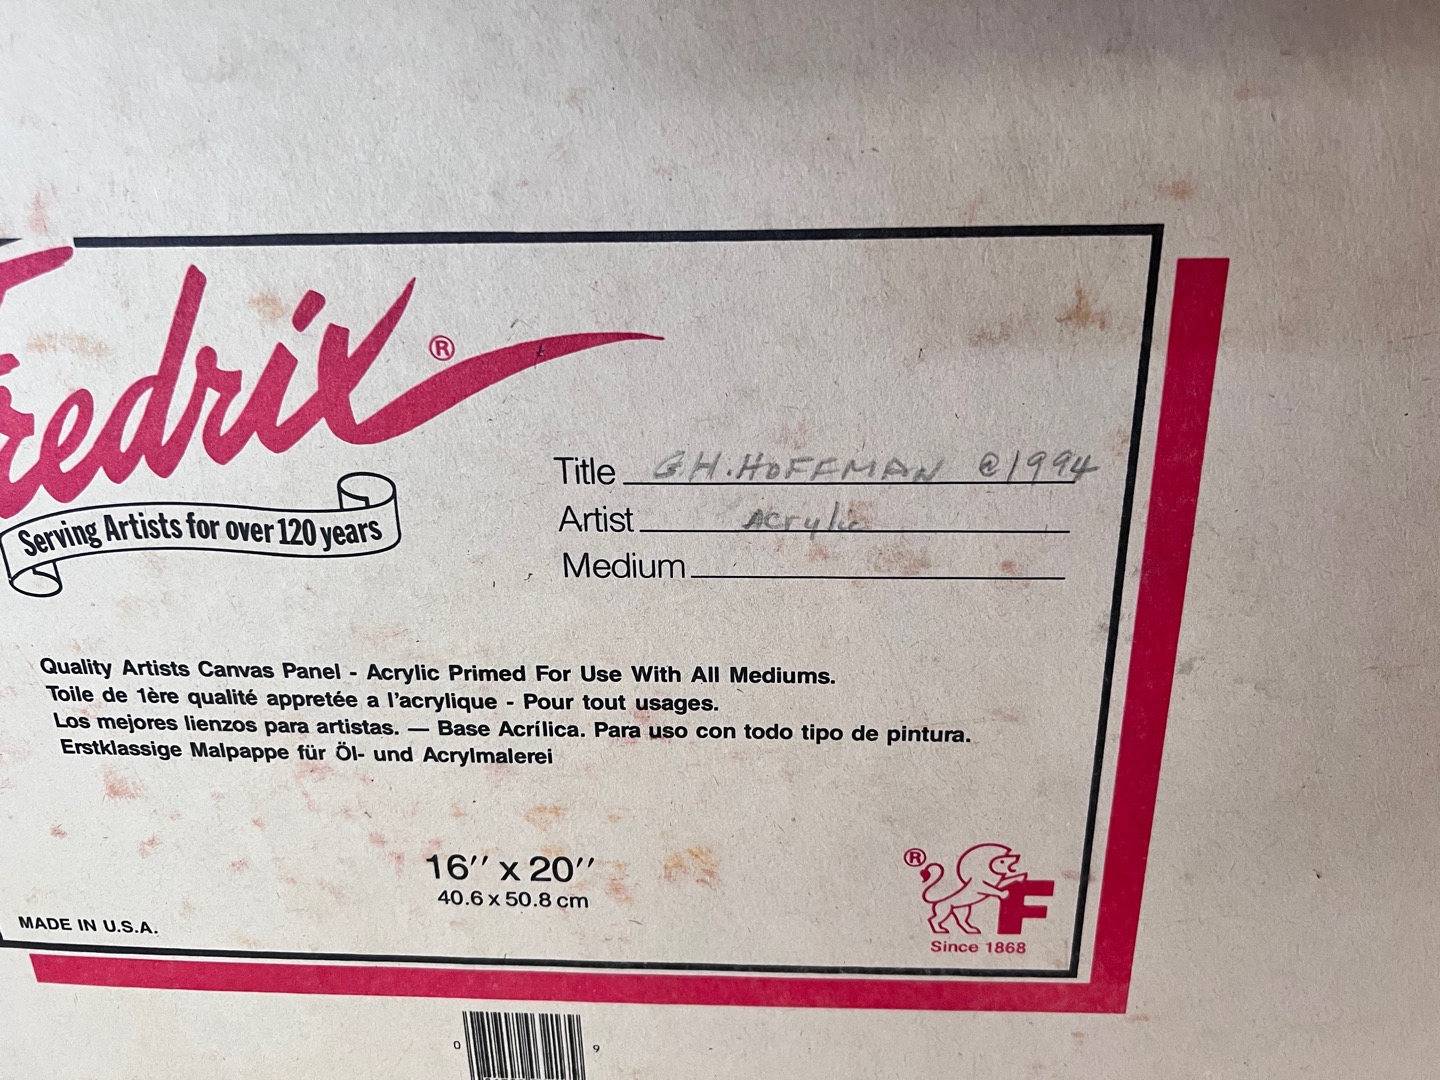 Fredrix®
Serving Artists for over 120 years
Title G.H.HOFFMAN @1994
Artist Acrylic
Medium
Quality Artists Canvas Panel - Acrylic Primed For Use With All Mediums.
Toile de 1ère qualité appretée a l'acrylique - Pour tout usages.
Los mejores lienzos para artistas. — Base Acrílica. Para uso con todo tipo de pintura.
Erstklassige Malpappe für Öl- und Acrylmalerei
16″ x 20″
40.6 x 50.8 cm
MADE IN U.S.A.
® F
Since 1868
0 9